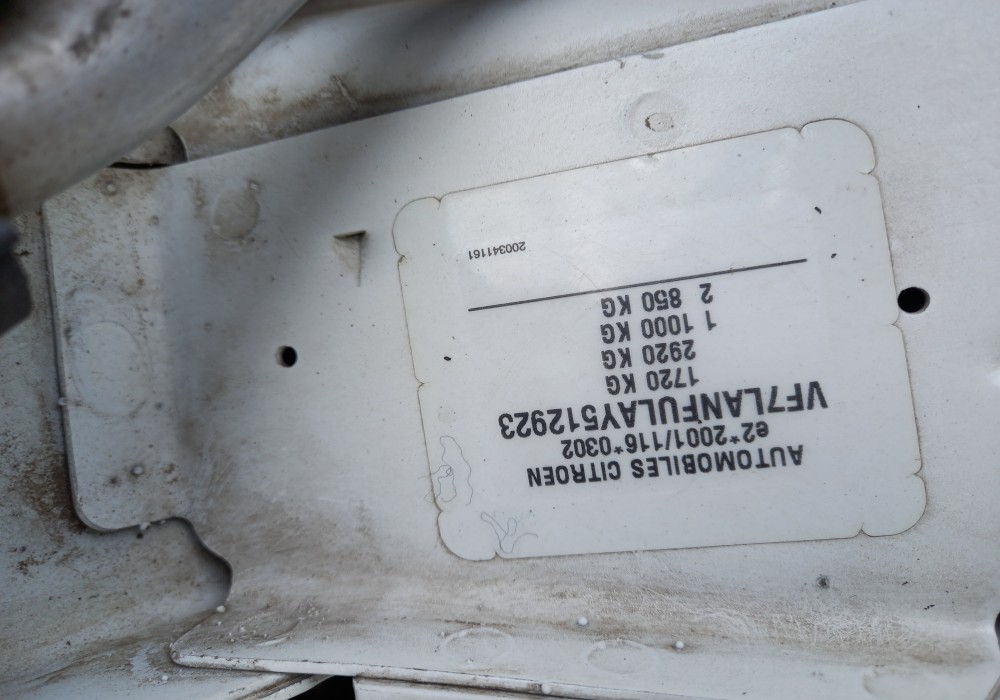 AUTOMOBILES CITROEN
e2*2001/116*0302
VF7LANFULAY512923
1720 KG
2920 KG
1 1000 KG
2 850 KG
200341161